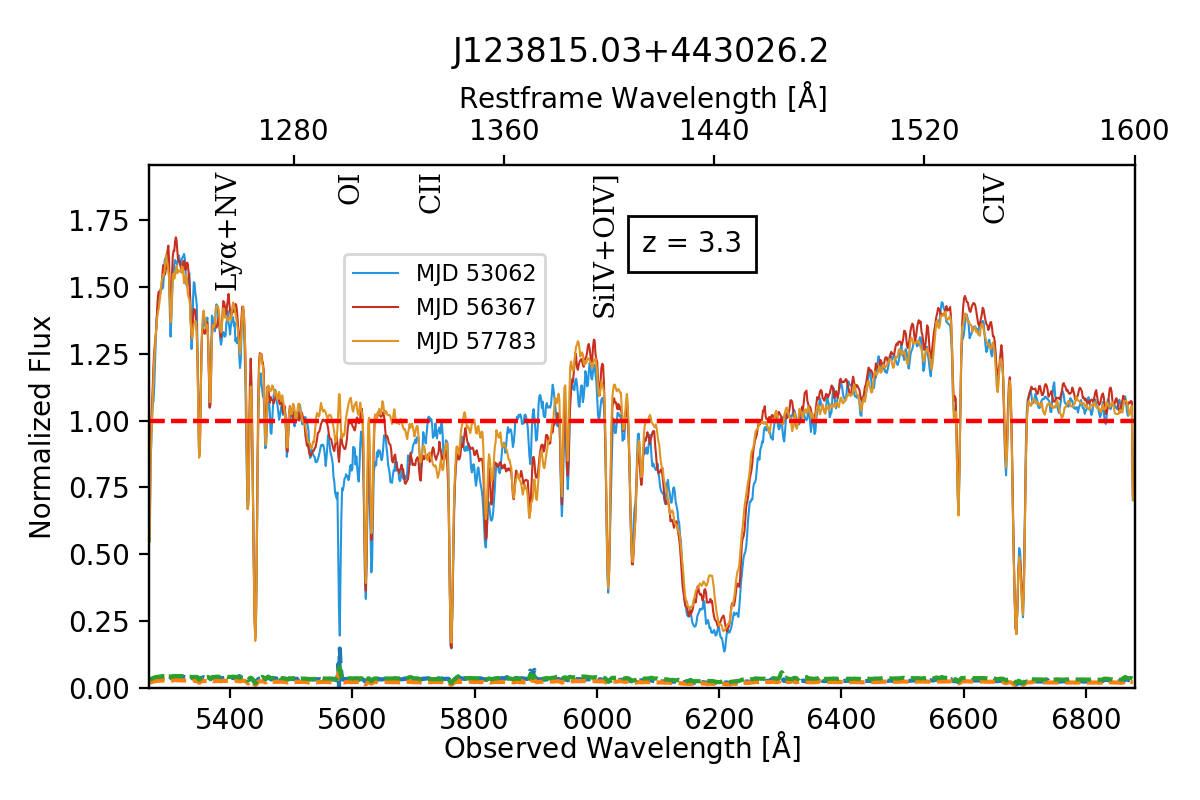 J123815.03+443026.2
Restframe Wavelength [Å]
1280 1360 1440 1520 1600
Lyα+NV
OI
CII
SiIV+OIV]
CIV
z = 3.3
MJD 53062
MJD 56367
MJD 57783
Normalized Flux
1.75
1.50
1.25
1.00
0.75
0.50
0.25
0.00
5400 5600 5800 6000 6200 6400 6600 6800
Observed Wavelength [Å]